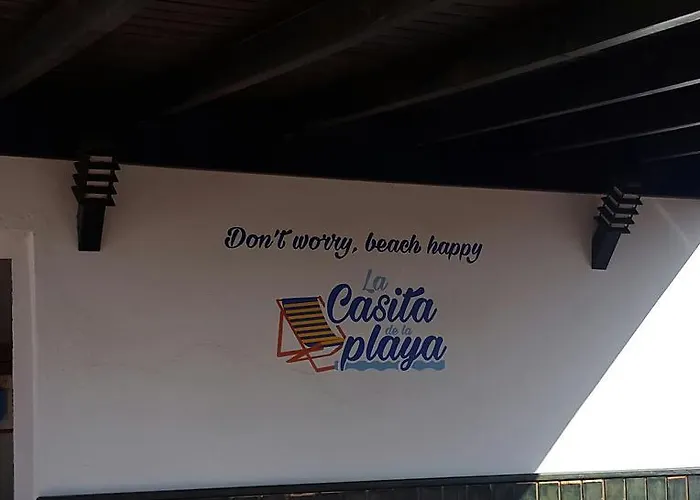 Don't worry, beach happy
La
Casita
de la
playa